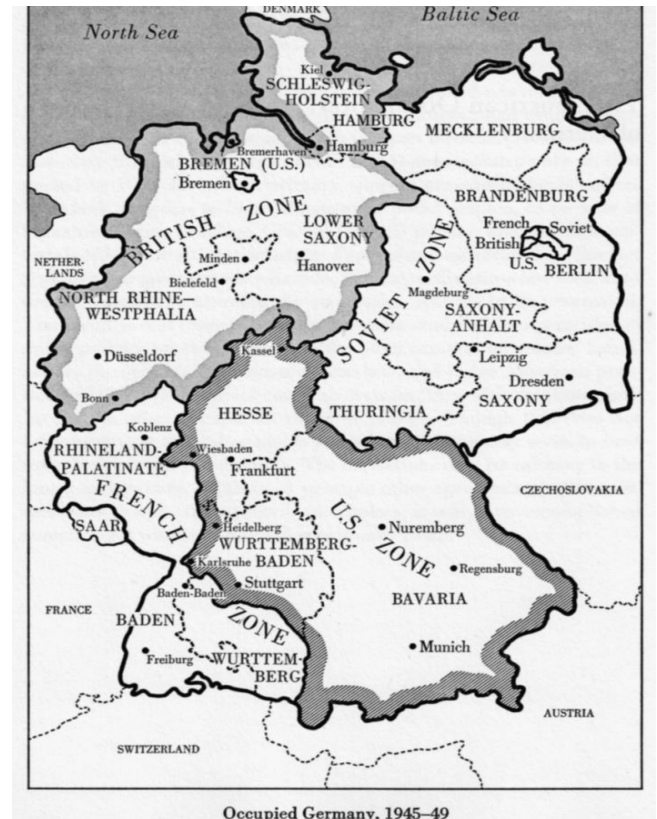 DENMARK
North Sea
Baltic Sea
Kiel
SCHLESWIG-
HOLSTEIN
HAMBURG
MECKLENBURG
Bremerhaven
Hamburg
BREMEN (U.S.)
Bremen
BRANDENBURG
French
Soviet
British
U.S.
BERLIN
BRITISH ZONE
LOWER
SAXONY
NETHER-
LANDS
Minden
Hanover
Bielefeld
SOVIET ZONE
Magdeburg
NORTH RHINE–
WESTPHALIA
SAXONY-
ANHALT
Düsseldorf
Kassel
Leipzig
Dresden
Bonn
HESSE
THURINGIA
SAXONY
Koblenz
RHINELAND-
PALATINATE
Wiesbaden
Frankfurt
CZECHOSLOVAKIA
FRENCH
ZONE
U.S. ZONE
SAAR
Heidelberg
Nuremberg
WURTTEMBERG-
BADEN
Karlsruhe
Regensburg
Stuttgart
Baden-Baden
BAVARIA
FRANCE
BADEN
Munich
Freiburg
WURTTEM-
BERG
AUSTRIA
SWITZERLAND
Occupied Germany, 1945–49